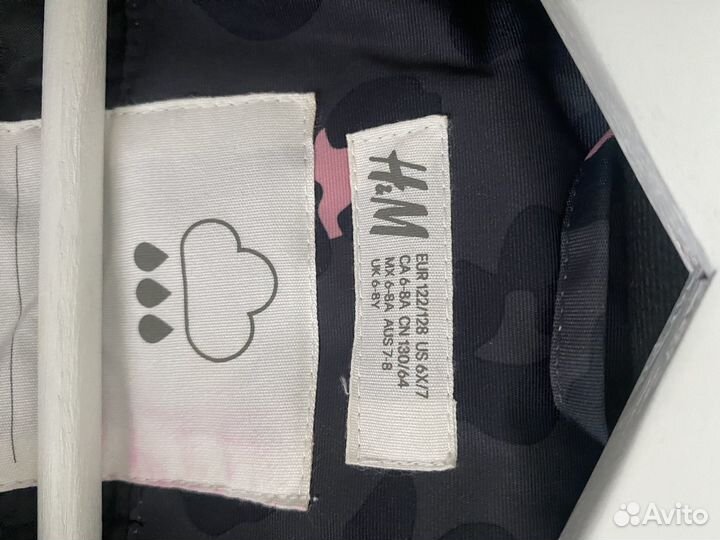 H&M
EUR 122/128 US 6X/7
CA 6-8A CN 130/64
MX 6-8A AUS 7-8
UK 6-8Y
Avito